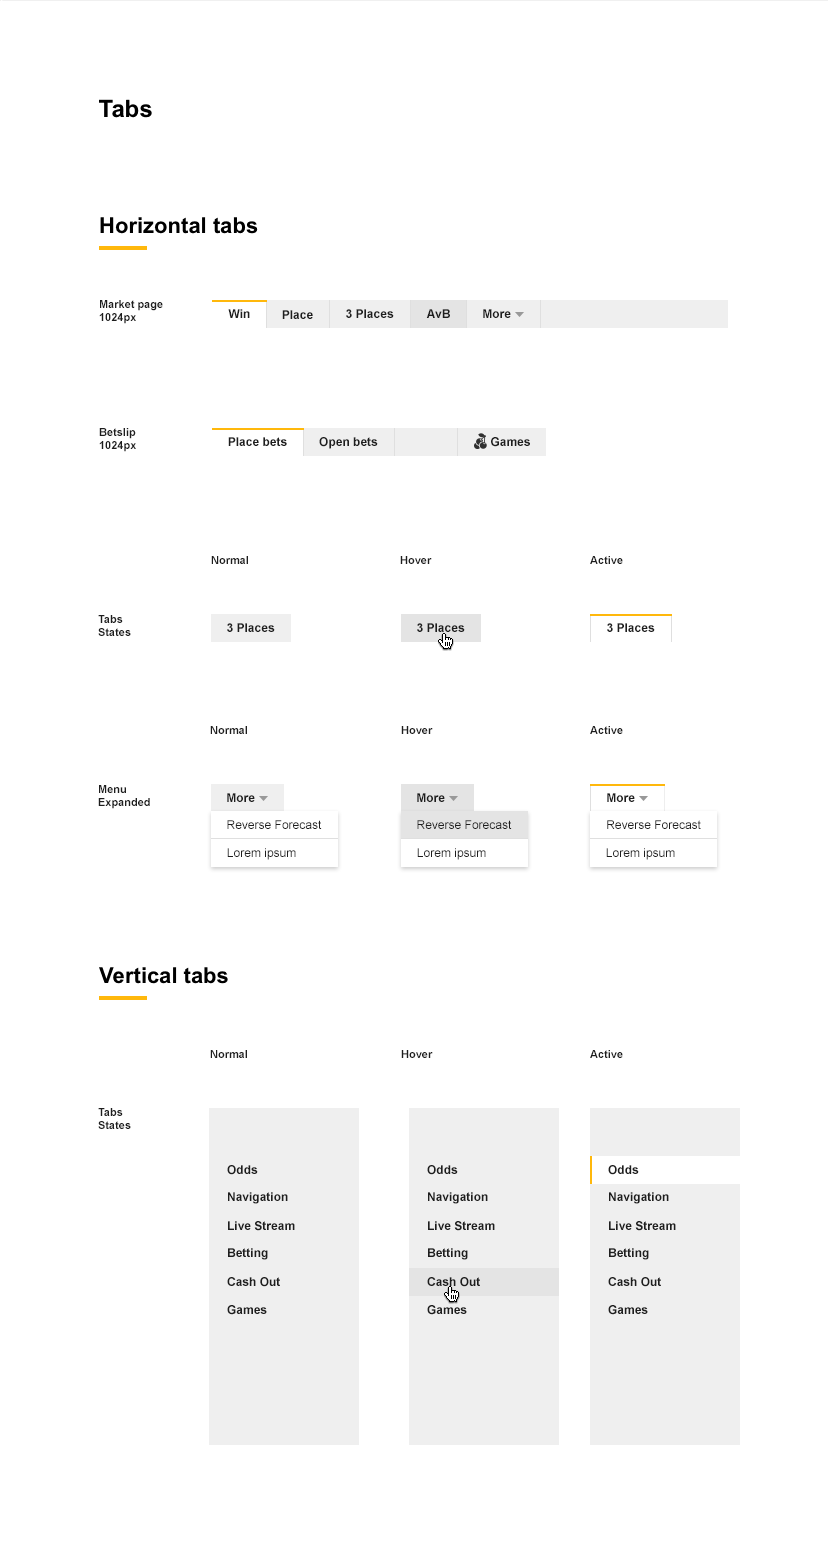 Tabs
Horizontal tabs
Market page
1024px
Win Place 3 Places AvB More
Betslip
1024px
Place bets Open bets Games
Normal Hover Active
Tabs
States
3 Places 3 Places 3 Places
Normal Hover Active
Menu
Expanded
More More More
Reverse Forecast Reverse Forecast Reverse Forecast
Lorem ipsum Lorem ipsum Lorem ipsum
Vertical tabs
Normal Hover Active
Tabs
States
Odds Odds Odds
Navigation Navigation Navigation
Live Stream Live Stream Live Stream
Betting Betting Betting
Cash Out Cash Out Cash Out
Games Games Games